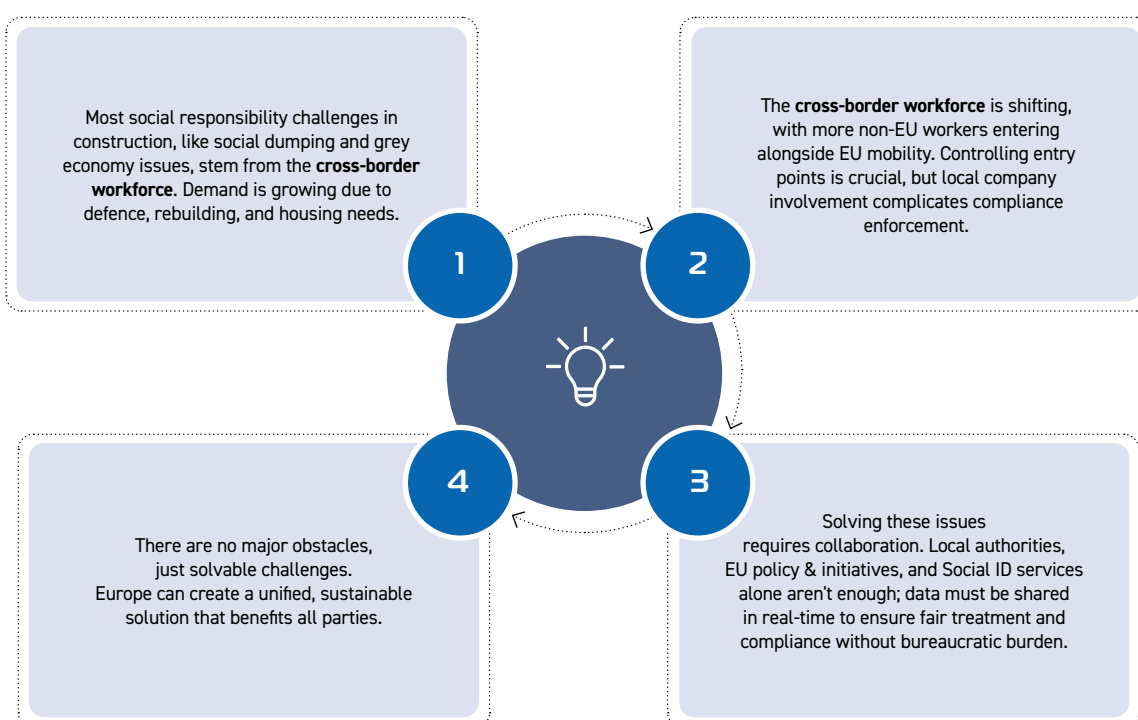 Most social responsibility challenges in
construction, like social dumping and grey
economy issues, stem from the cross-border
workforce. Demand is growing due to
defence, rebuilding, and housing needs.
1
The cross-border workforce is shifting,
with more non-EU workers entering
alongside EU mobility. Controlling entry
points is crucial, but local company
involvement complicates compliance
enforcement.
2
Solving these issues
requires collaboration. Local authorities,
EU policy & initiatives, and Social ID services
alone aren't enough; data must be shared
in real-time to ensure fair treatment and
compliance without bureaucratic burden.
3
There are no major obstacles,
just solvable challenges.
Europe can create a unified, sustainable
solution that benefits all parties.
4